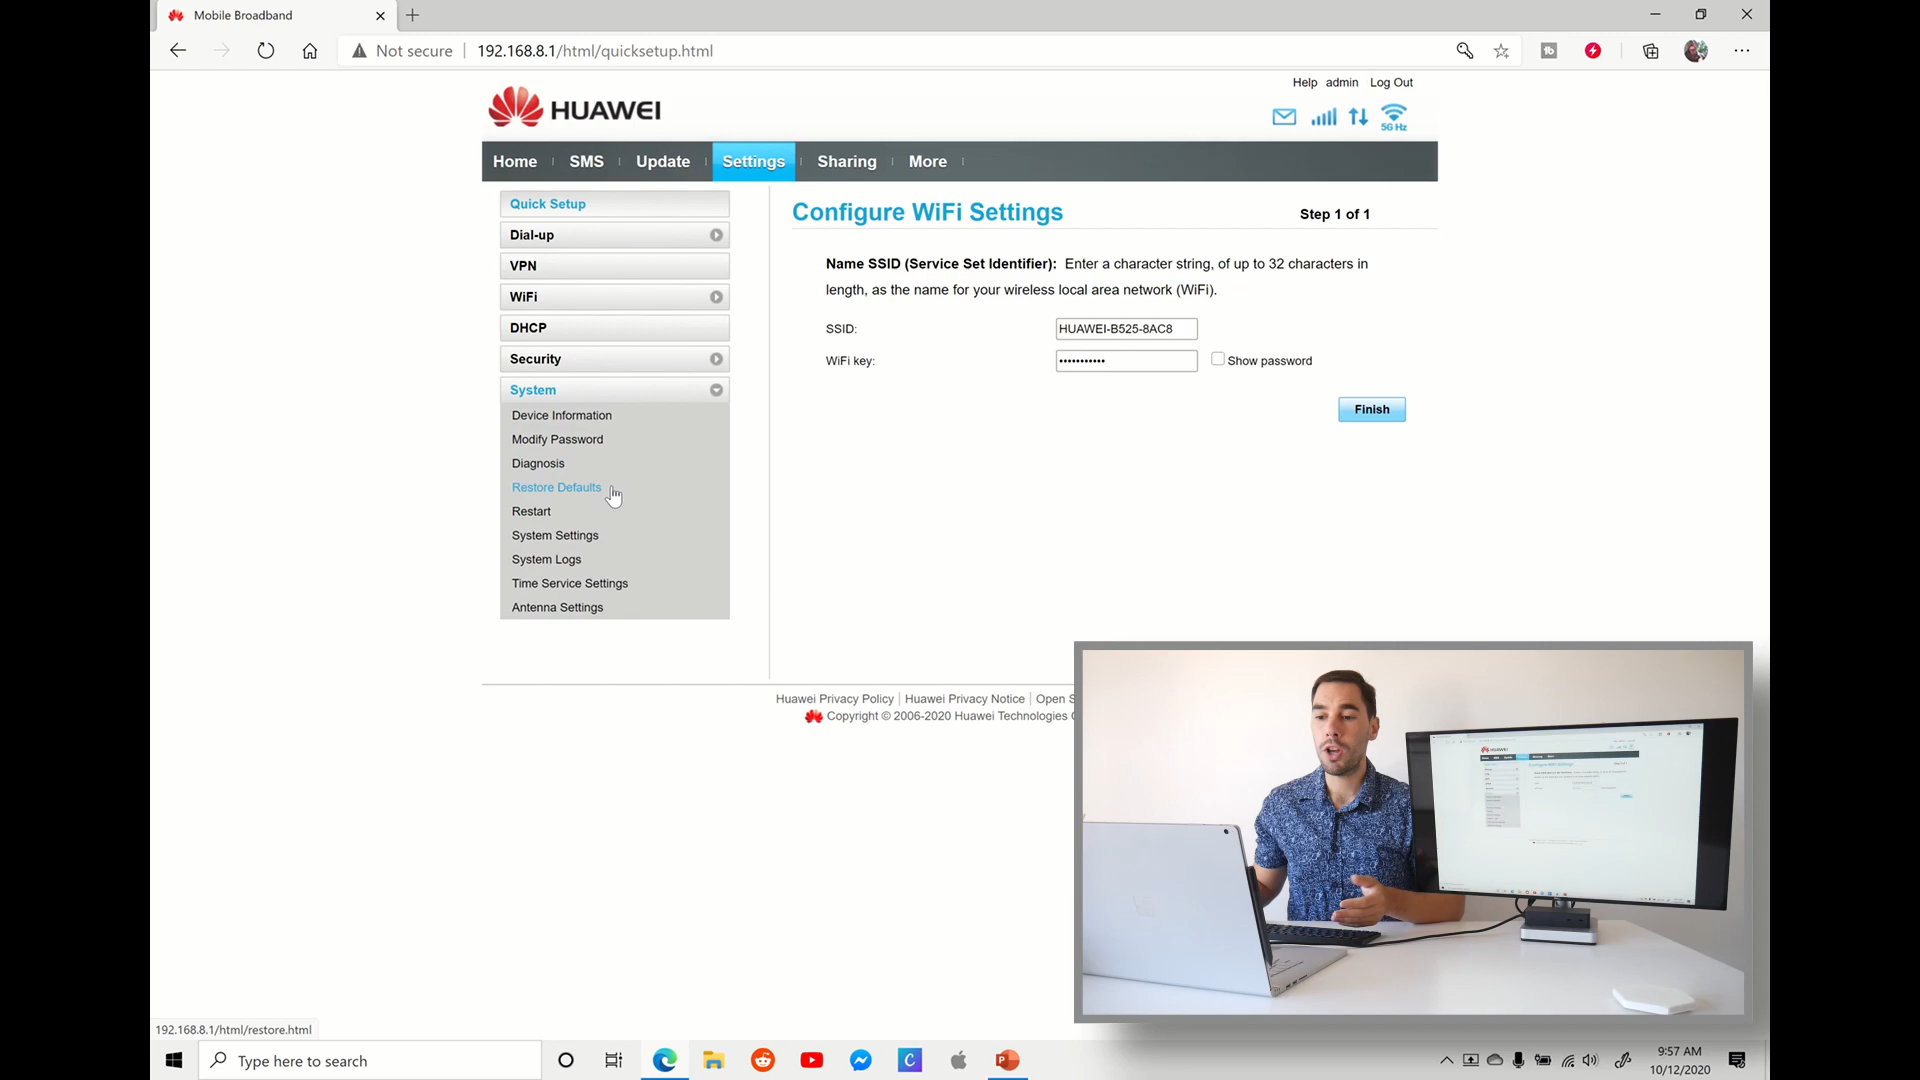 Mobile Broadband
Not secure
192.168.8.1/html/quicksetup.html
Help admin Log Out
HUAWEI
5G Hz
Home SMS Update Settings Sharing More
Quick Setup
Dial-up
VPN
WiFi
DHCP
Security
System
Device Information
Modify Password
Diagnosis
Restore Defaults
Restart
System Settings
System Logs
Time Service Settings
Antenna Settings
Configure WiFi Settings
Step 1 of 1
Name SSID (Service Set Identifier): Enter a character string, of up to 32 characters in
length, as the name for your wireless local area network (WiFi).
SSID:
HUAWEI-B525-8AC8
WiFi key:
•••••••••••
Show password
Finish
Huawei Privacy Policy | Huawei Privacy Notice | Open S
Copyright © 2006-2020 Huawei Technologies C
192.168.8.1/html/restore.html
Type here to search
9:57 AM
10/12/2020